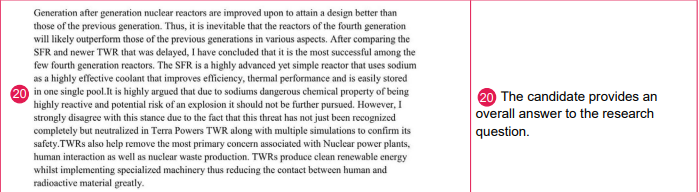 Generation after generation nuclear reactors are improved upon to attain a design better than
those of the previous generation. Thus, it is inevitable that the reactors of the fourth generation
will likely outperform those of the previous generations in various aspects. After comparing the
SFR and newer TWR that was delayed, I have concluded that it is the most successful among the
few fourth generation reactors. The SFR is a highly advanced yet simple reactor that uses sodium
as a highly effective coolant that improves efficiency, thermal performance and is easily stored
20 in one single pool.It is highly argued that due to sodiums dangerous chemical property of being
highly reactive and potential risk of an explosion it should not be further pursued. However, I
strongly disagree with this stance due to the fact that this threat has not just been recognized
completely but neutralized in Terra Powers TWR along with multiple simulations to confirm its
safety.TWRs also help remove the most primary concern associated with Nuclear power plants,
human interaction as well as nuclear waste production. TWRs produce clean renewable energy
whilst implementing specialized machinery thus reducing the contact between human and
radioactive material greatly.
20 The candidate provides an
overall answer to the research
question.